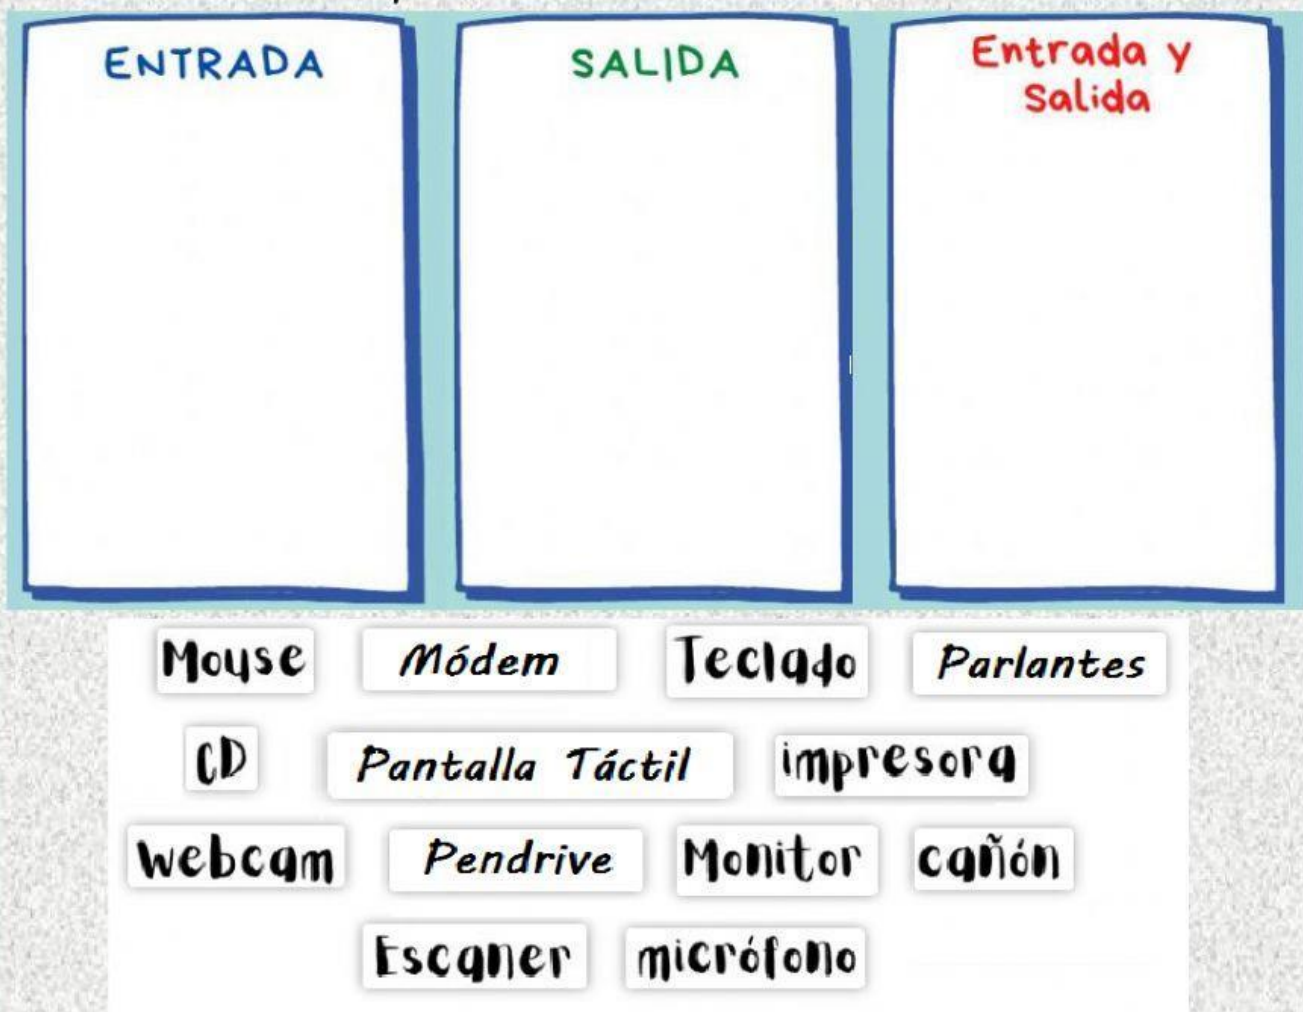 ENTRADA
SALIDA
Entrada y
Salida
Mouse Módem Teclado Parlantes
CD Pantalla Táctil impresora
Webcam Pendrive Monitor cañón
Escaner micrófono